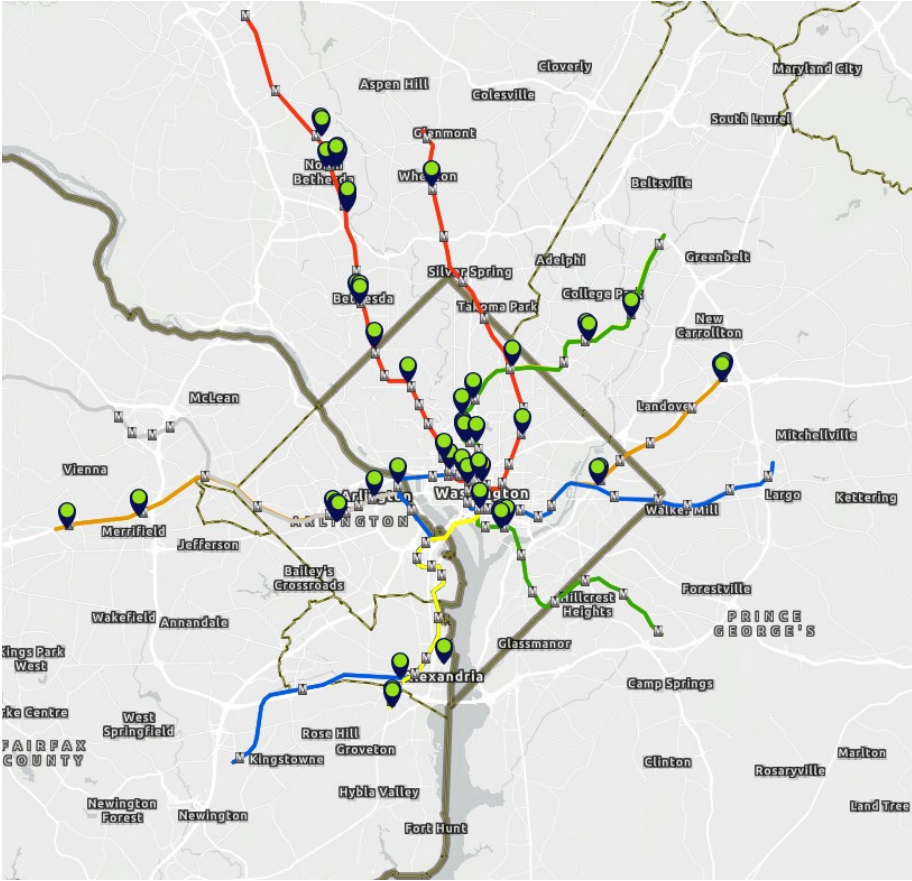 Cloverly
Maryland City
Aspen Hill
Colesville
South Laurel
Glenmont
North
Bethesda
Wheaton
Beltsville
Adelphi
Greenbelt
Silver Spring
College Park
Bethesda
Takoma Park
New
Carrollton
McLean
Landover
Mitchellville
Vienna
Arlington
Washington
Largo
Kettering
Walker Mill
ARLINGTON
Merrifield
Jefferson
Bailey's
Crossroads
Forestville
Hillcrest
Heights
Wakefield
Annandale
PRINCE
GEORGE'S
Glassmanor
Kings Park
West
Alexandria
Camp Springs
rke Centre
West
Springfield
Rose Hill
Groveton
FAIRFAX
COUNTY
Kingstowne
Clinton
Marlton
Rosaryville
Hybla Valley
Newington
Forest
Newington
Land Tree
Fort Hunt